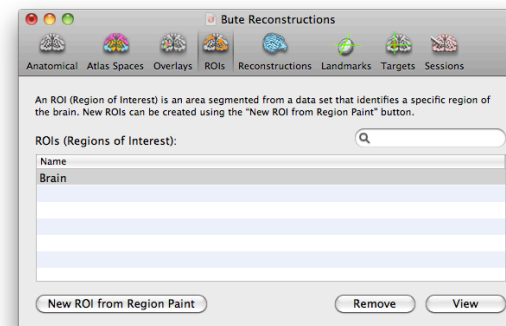 Bute Reconstructions
Anatomical Atlas Spaces Overlays ROIs Reconstructions Landmarks Targets Sessions
An ROI (Region of Interest) is an area segmented from a data set that identifies a specific region of
the brain. New ROIs can be created using the "New ROI from Region Paint" button.
ROIs (Regions of Interest):
Name
Brain
New ROI from Region Paint Remove View